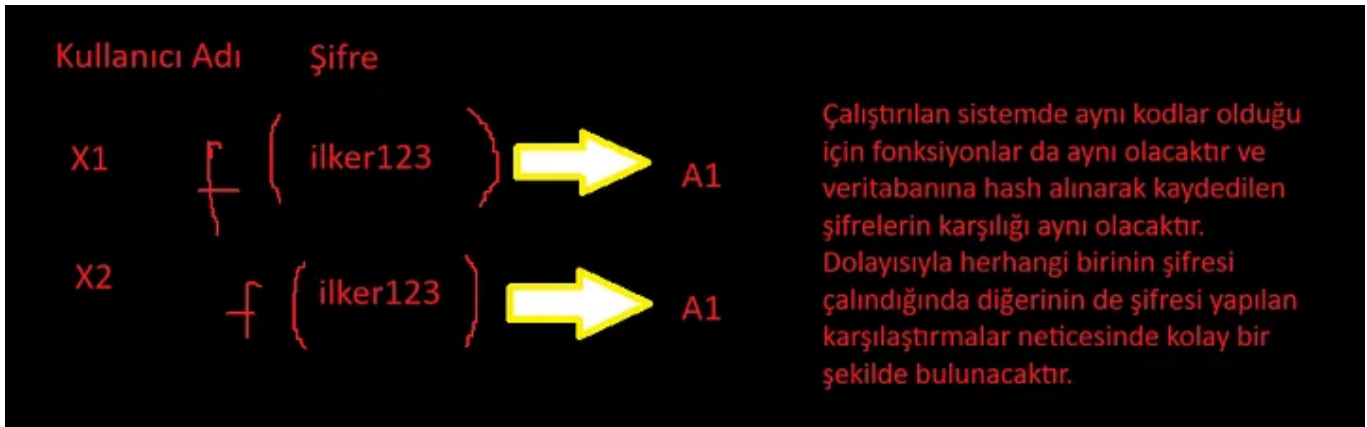 Kullanıcı Adı Şifre
X1 f ( ilker123 ) A1
X2 f ( ilker123 ) A1
Çalıştırılan sistemde aynı kodlar olduğu
için fonksiyonlar da aynı olacaktır ve
veritabanına hash alınarak kaydedilen
şifrelerin karşılığı aynı olacaktır.
Dolayısıyla herhangi birinin şifresi
çalındığında diğerinin de şifresi yapılan
karşılaştırmalar neticesinde kolay bir
şekilde bulunacaktır.